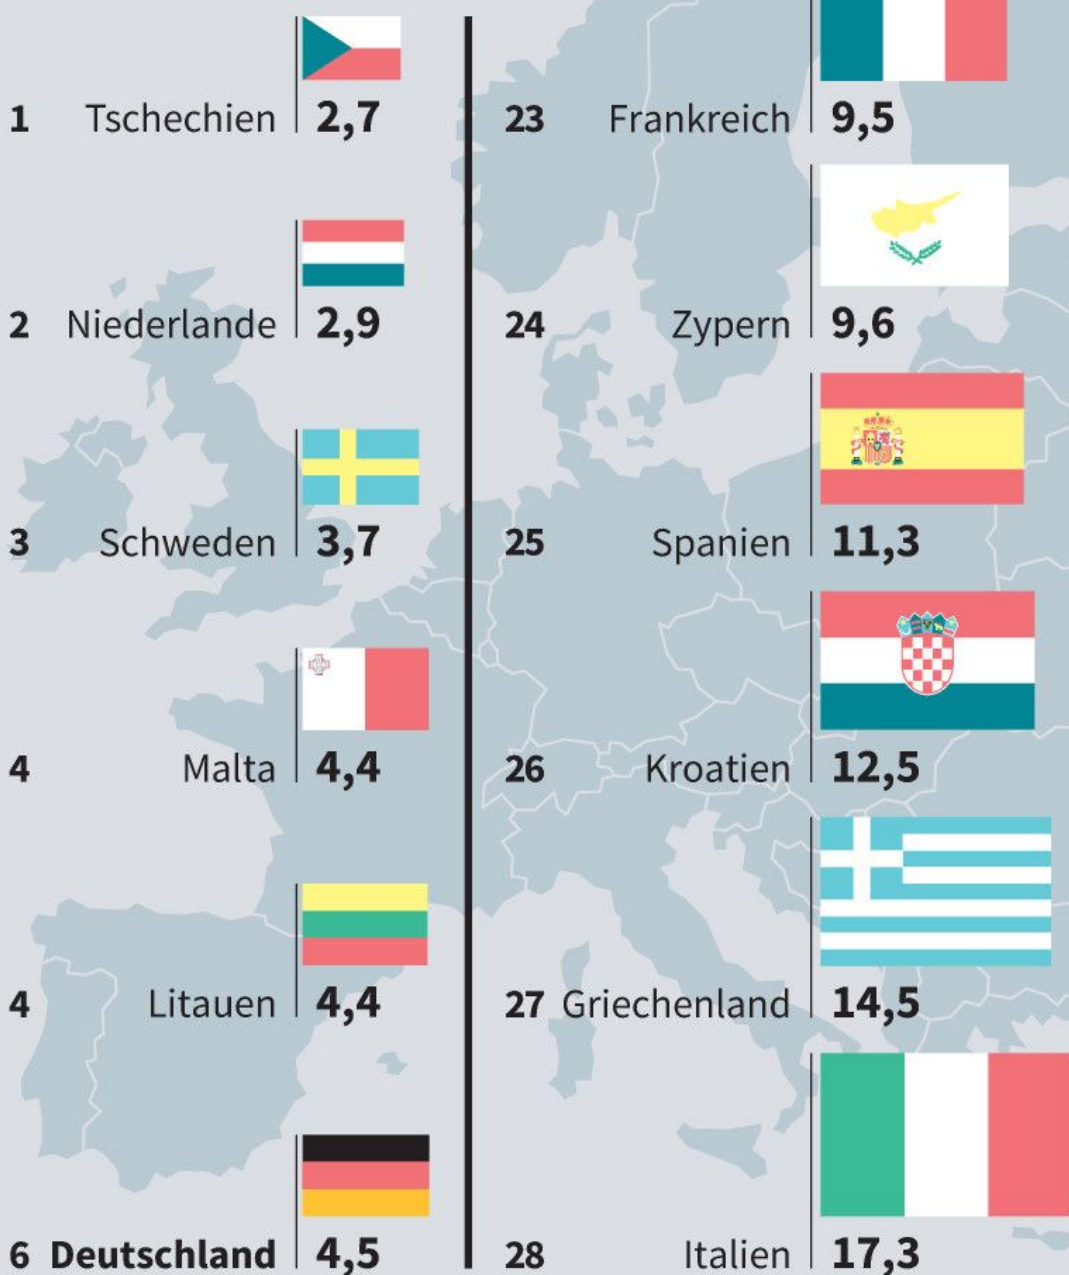 1 Tschechien 2,7
2 Niederlande 2,9
3 Schweden 3,7
4 Malta 4,4
4 Litauen 4,4
6 Deutschland 4,5
23 Frankreich 9,5
24 Zypern 9,6
25 Spanien 11,3
26 Kroatien 12,5
27 Griechenland 14,5
28 Italien 17,3